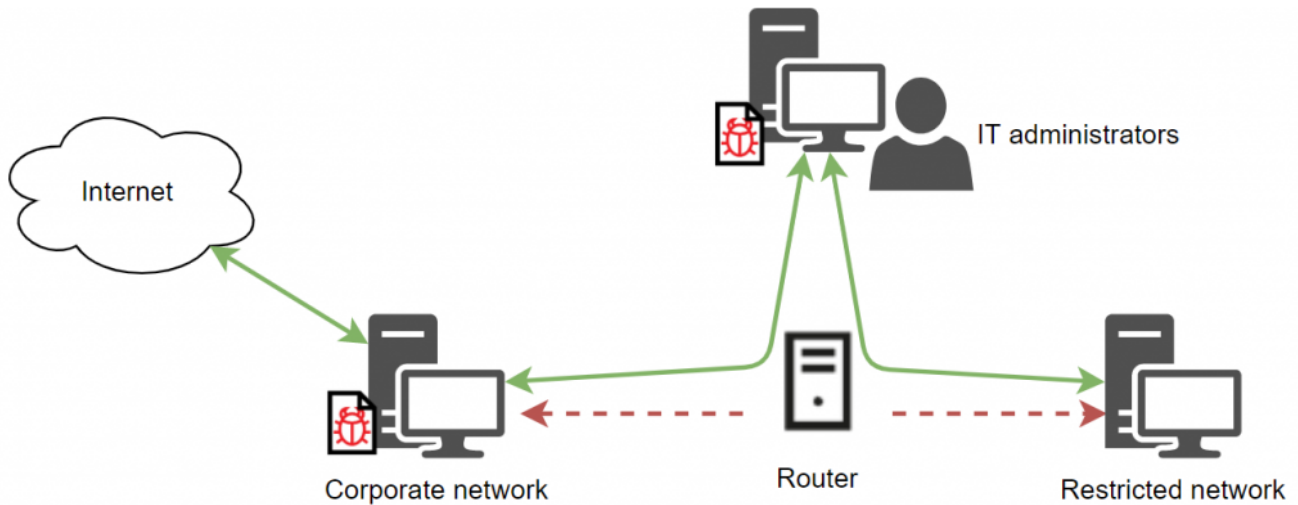 IT administrators
Internet
Router
Corporate network
Restricted network